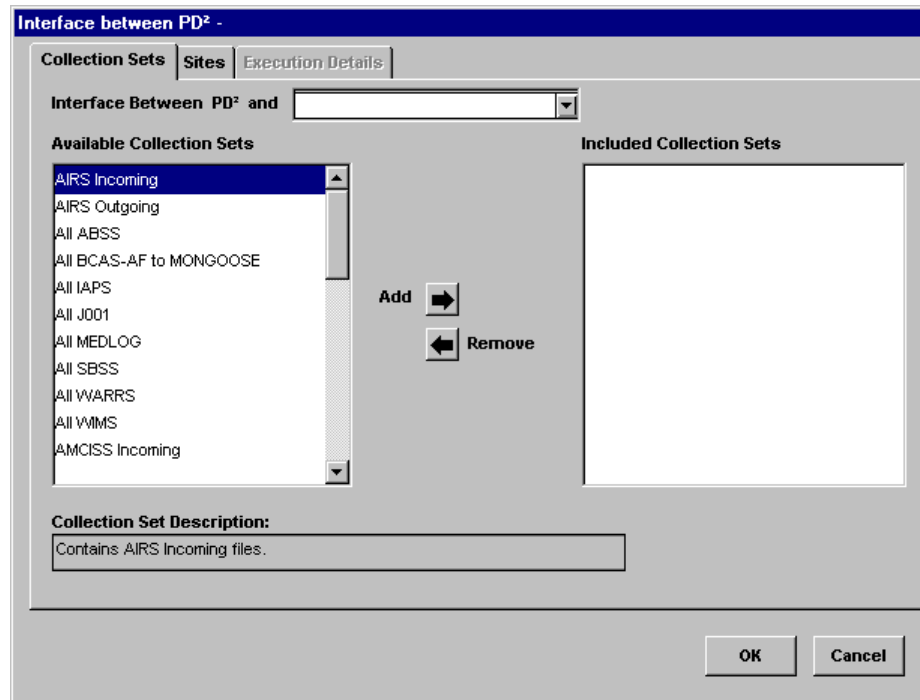 Interface between PD² -
Collection Sets Sites Execution Details
Interface Between PD² and
Available Collection Sets
Included Collection Sets
AIRS Incoming
AIRS Outgoing
All ABSS
All BCAS-AF to MONGOOSE
All IAPS
All J001
All MEDLOG
All SBSS
All WARRS
All WIMS
AMCISS Incoming
Add
Remove
Collection Set Description:
Contains AIRS Incoming files.
OK Cancel